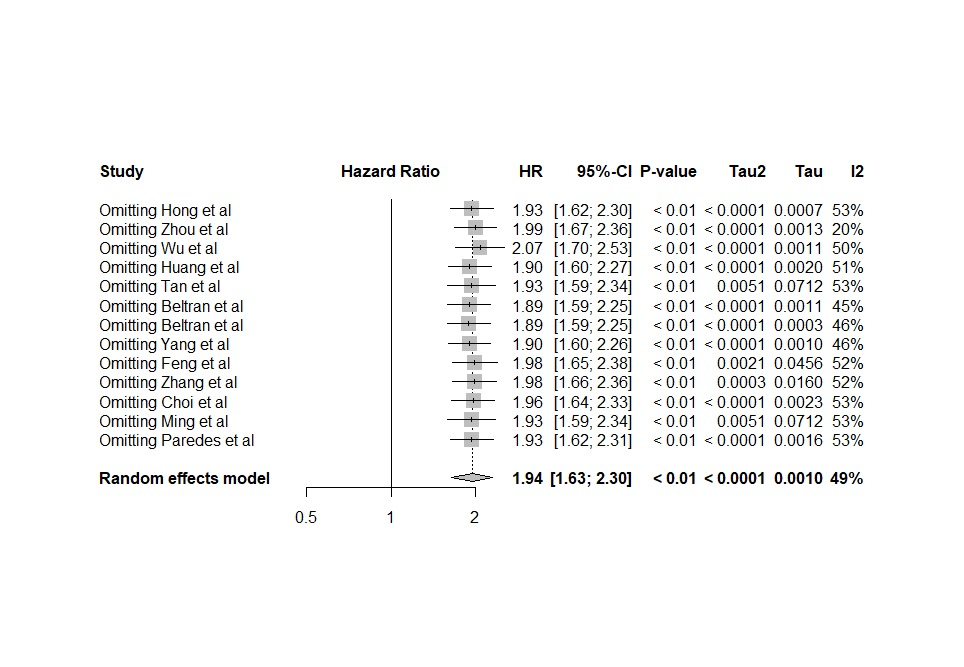 Study Hazard Ratio HR 95%-CI P-value Tau2 Tau I2
Omitting Hong et al 1.93 [1.62; 2.30] < 0.01 < 0.0001 0.0007 53%
Omitting Zhou et al 1.99 [1.67; 2.36] < 0.01 < 0.0001 0.0013 20%
Omitting Wu et al 2.07 [1.70; 2.53] < 0.01 < 0.0001 0.0011 50%
Omitting Huang et al 1.90 [1.60; 2.27] < 0.01 < 0.0001 0.0020 51%
Omitting Tan et al 1.93 [1.59; 2.34] < 0.01 0.0051 0.0712 53%
Omitting Beltran et al 1.89 [1.59; 2.25] < 0.01 < 0.0001 0.0011 45%
Omitting Beltran et al 1.89 [1.59; 2.25] < 0.01 < 0.0001 0.0003 46%
Omitting Yang et al 1.90 [1.60; 2.26] < 0.01 < 0.0001 0.0010 46%
Omitting Feng et al 1.98 [1.65; 2.38] < 0.01 0.0021 0.0456 52%
Omitting Zhang et al 1.98 [1.66; 2.36] < 0.01 0.0003 0.0160 52%
Omitting Choi et al 1.96 [1.64; 2.33] < 0.01 < 0.0001 0.0023 53%
Omitting Ming et al 1.93 [1.59; 2.34] < 0.01 0.0051 0.0712 53%
Omitting Paredes et al 1.93 [1.62; 2.31] < 0.01 < 0.0001 0.0016 53%
Random effects model 1.94 [1.63; 2.30] < 0.01 < 0.0001 0.0010 49%
0.5 1 2